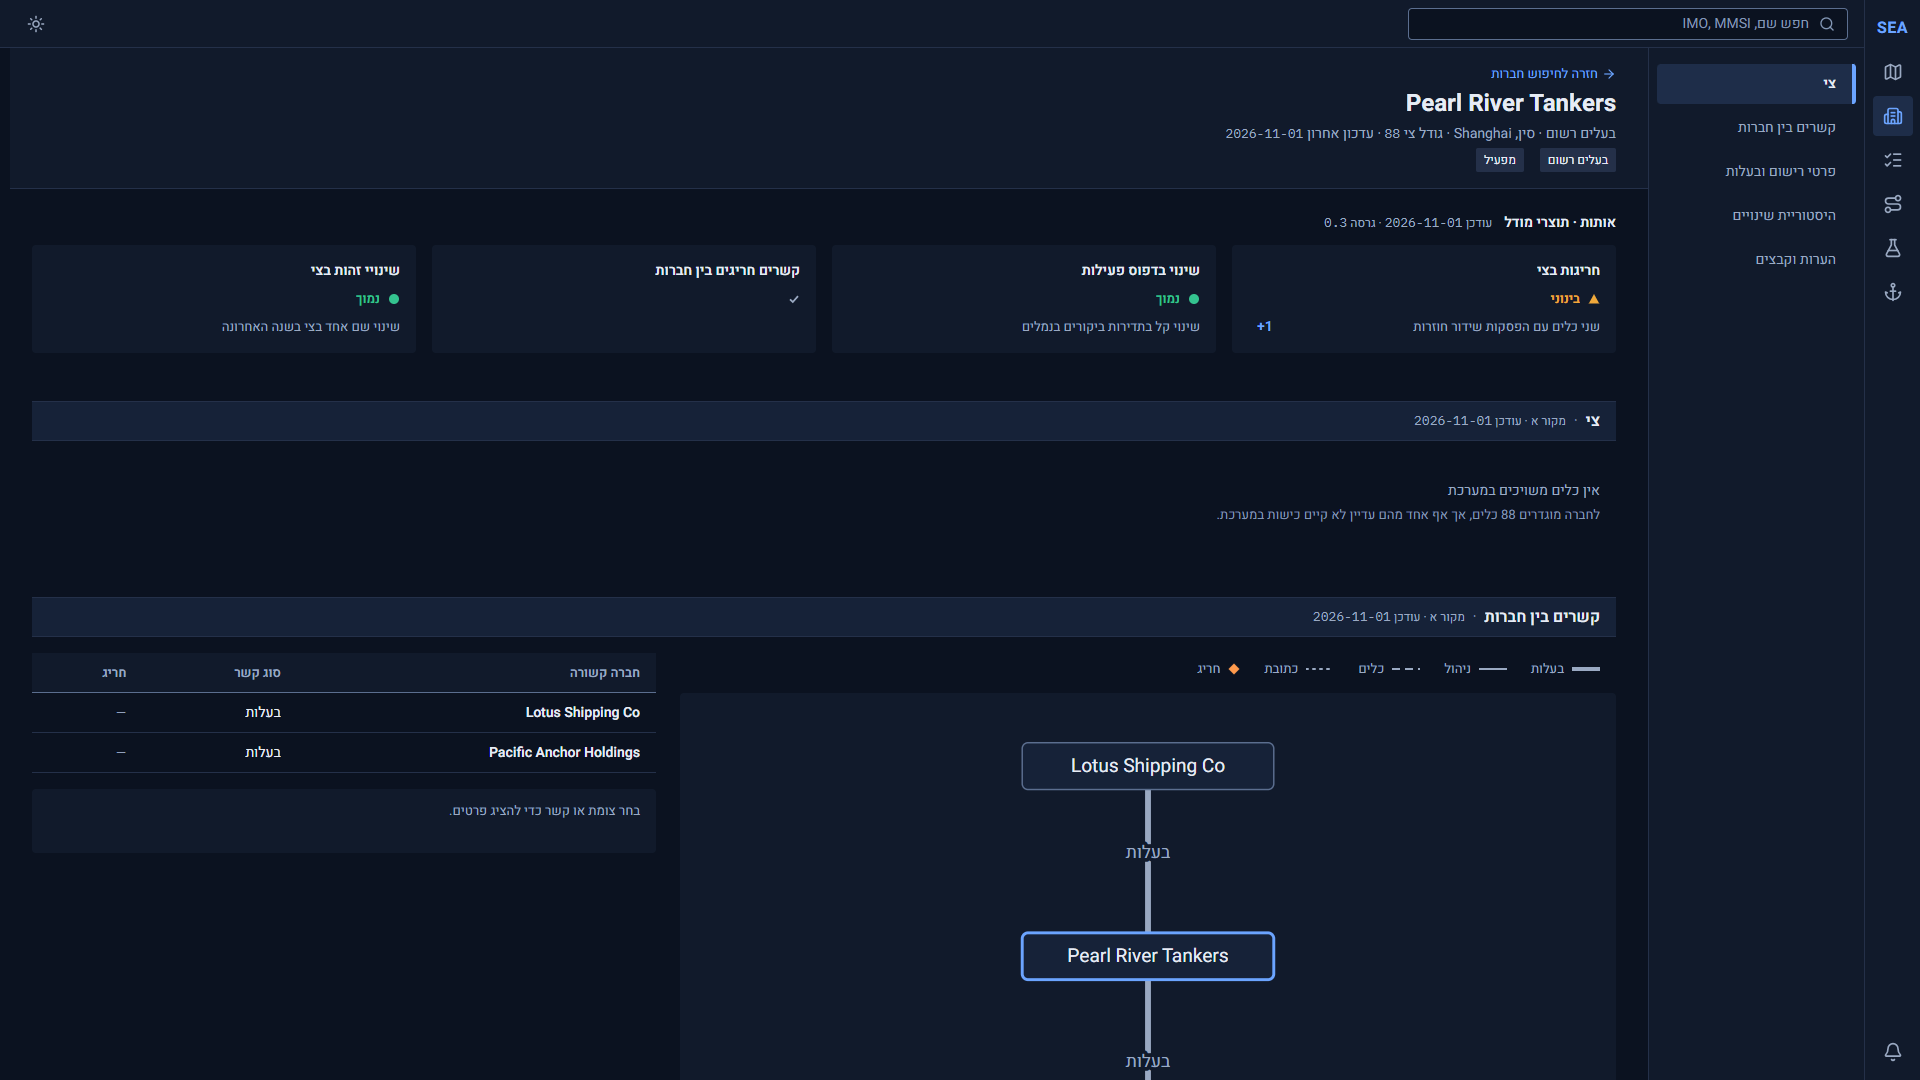 SEA
חפש שם, IMO, MMSI
צי
קשרים בין חברות
פרטי רישום ובעלות
היסטוריית שינויים
הערות וקבצים
חזרה לחיפוש חברות
Pearl River Tankers
בעלים רשום · סין, Shanghai · גודל צי 88 · עדכון אחרון 2026-11-01
בעלים רשום
מפעיל
אותות · תוצרי מודל עודכן 2026-11-01 · גרסה 0.3
חריגות בצי
בינוני
שני כלים עם הפסקות שידור חוזרות +1
שינוי בדפוס פעילות
נמוך
שינוי קל בתדירות ביקורים בנמלים
קשרים חריגים בין חברות
שינויי זהות בצי
נמוך
שינוי שם אחד בצי בשנה האחרונה
צי · מקור א · עודכן 2026-11-01
אין כלים משויכים במערכת
לחברה מוגדרים 88 כלים, אך אף אחד מהם עדיין לא קיים כישות במערכת.
קשרים בין חברות · מקור א · עודכן 2026-11-01
בעלות
ניהול
כלים
כתובת
חריג
Lotus Shipping Co
בעלות
Pearl River Tankers
בעלות
חברה קשורה סוג קשר חריג
Lotus Shipping Co בעלות —
Pacific Anchor Holdings בעלות —
בחר צומת או קשר כדי להציג פרטים.